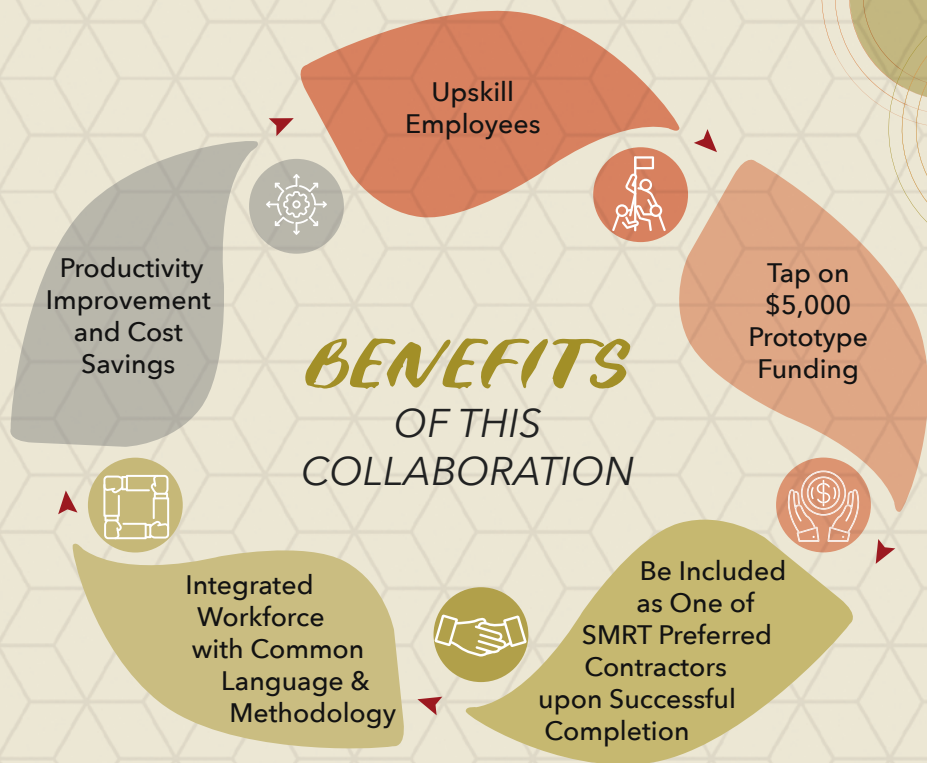 Upskill
Employees
Tap on
$5,000
Prototype
Funding
Be Included
as One of
SMRT Preferred
Contractors
upon Successful
Completion
Integrated
Workforce
with Common
Language &
Methodology
Productivity
Improvement
and Cost
Savings
BENEFITS
OF THIS
COLLABORATION
$